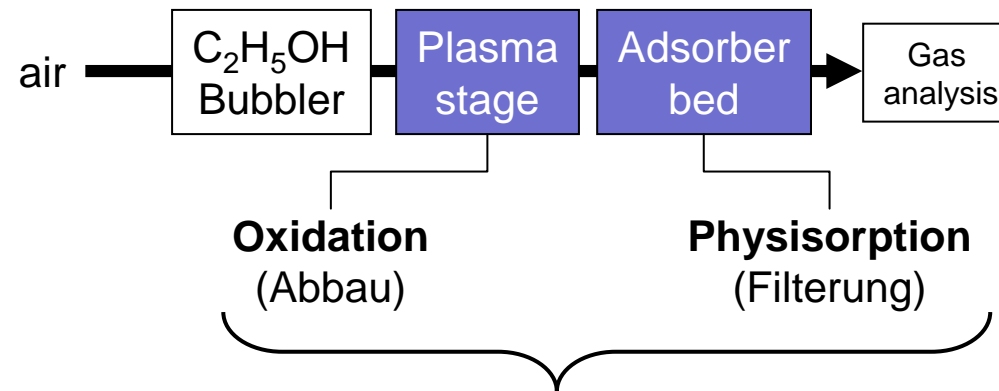 air
C₂H₅OH
Bubbler
Plasma
stage
Adsorber
bed
Gas
analysis
Oxidation
(Abbau)
Physisorption
(Filterung)